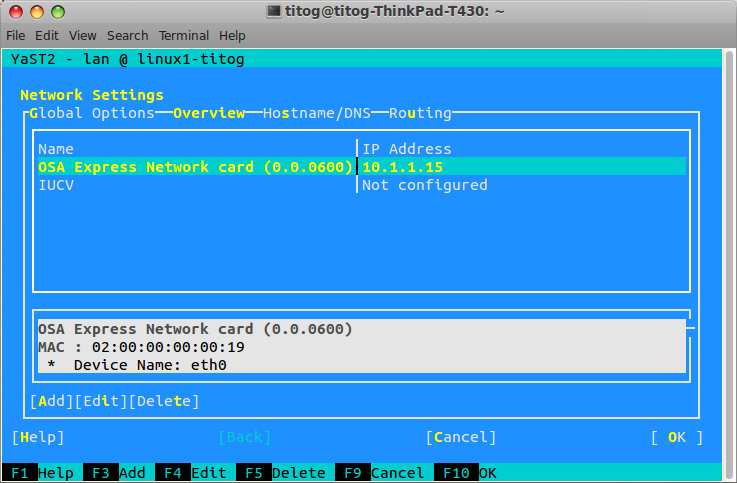 titog@titog-ThinkPad-T430: ~
File Edit View Search Terminal Help
YaST2 - lan @ linux1-titog
Network Settings
Global Options Overview Hostname/DNS Routing
Name IP Address
OSA Express Network card (0.0.0600) 10.1.1.15
IUCV Not configured
OSA Express Network card (0.0.0600)
MAC : 02:00:00:00:00:19
* Device Name: eth0
[Add][Edit][Delete]
[Help] [Back] [Cancel] [ OK ]
F1 Help F3 Add F4 Edit F5 Delete F9 Cancel F10 OK